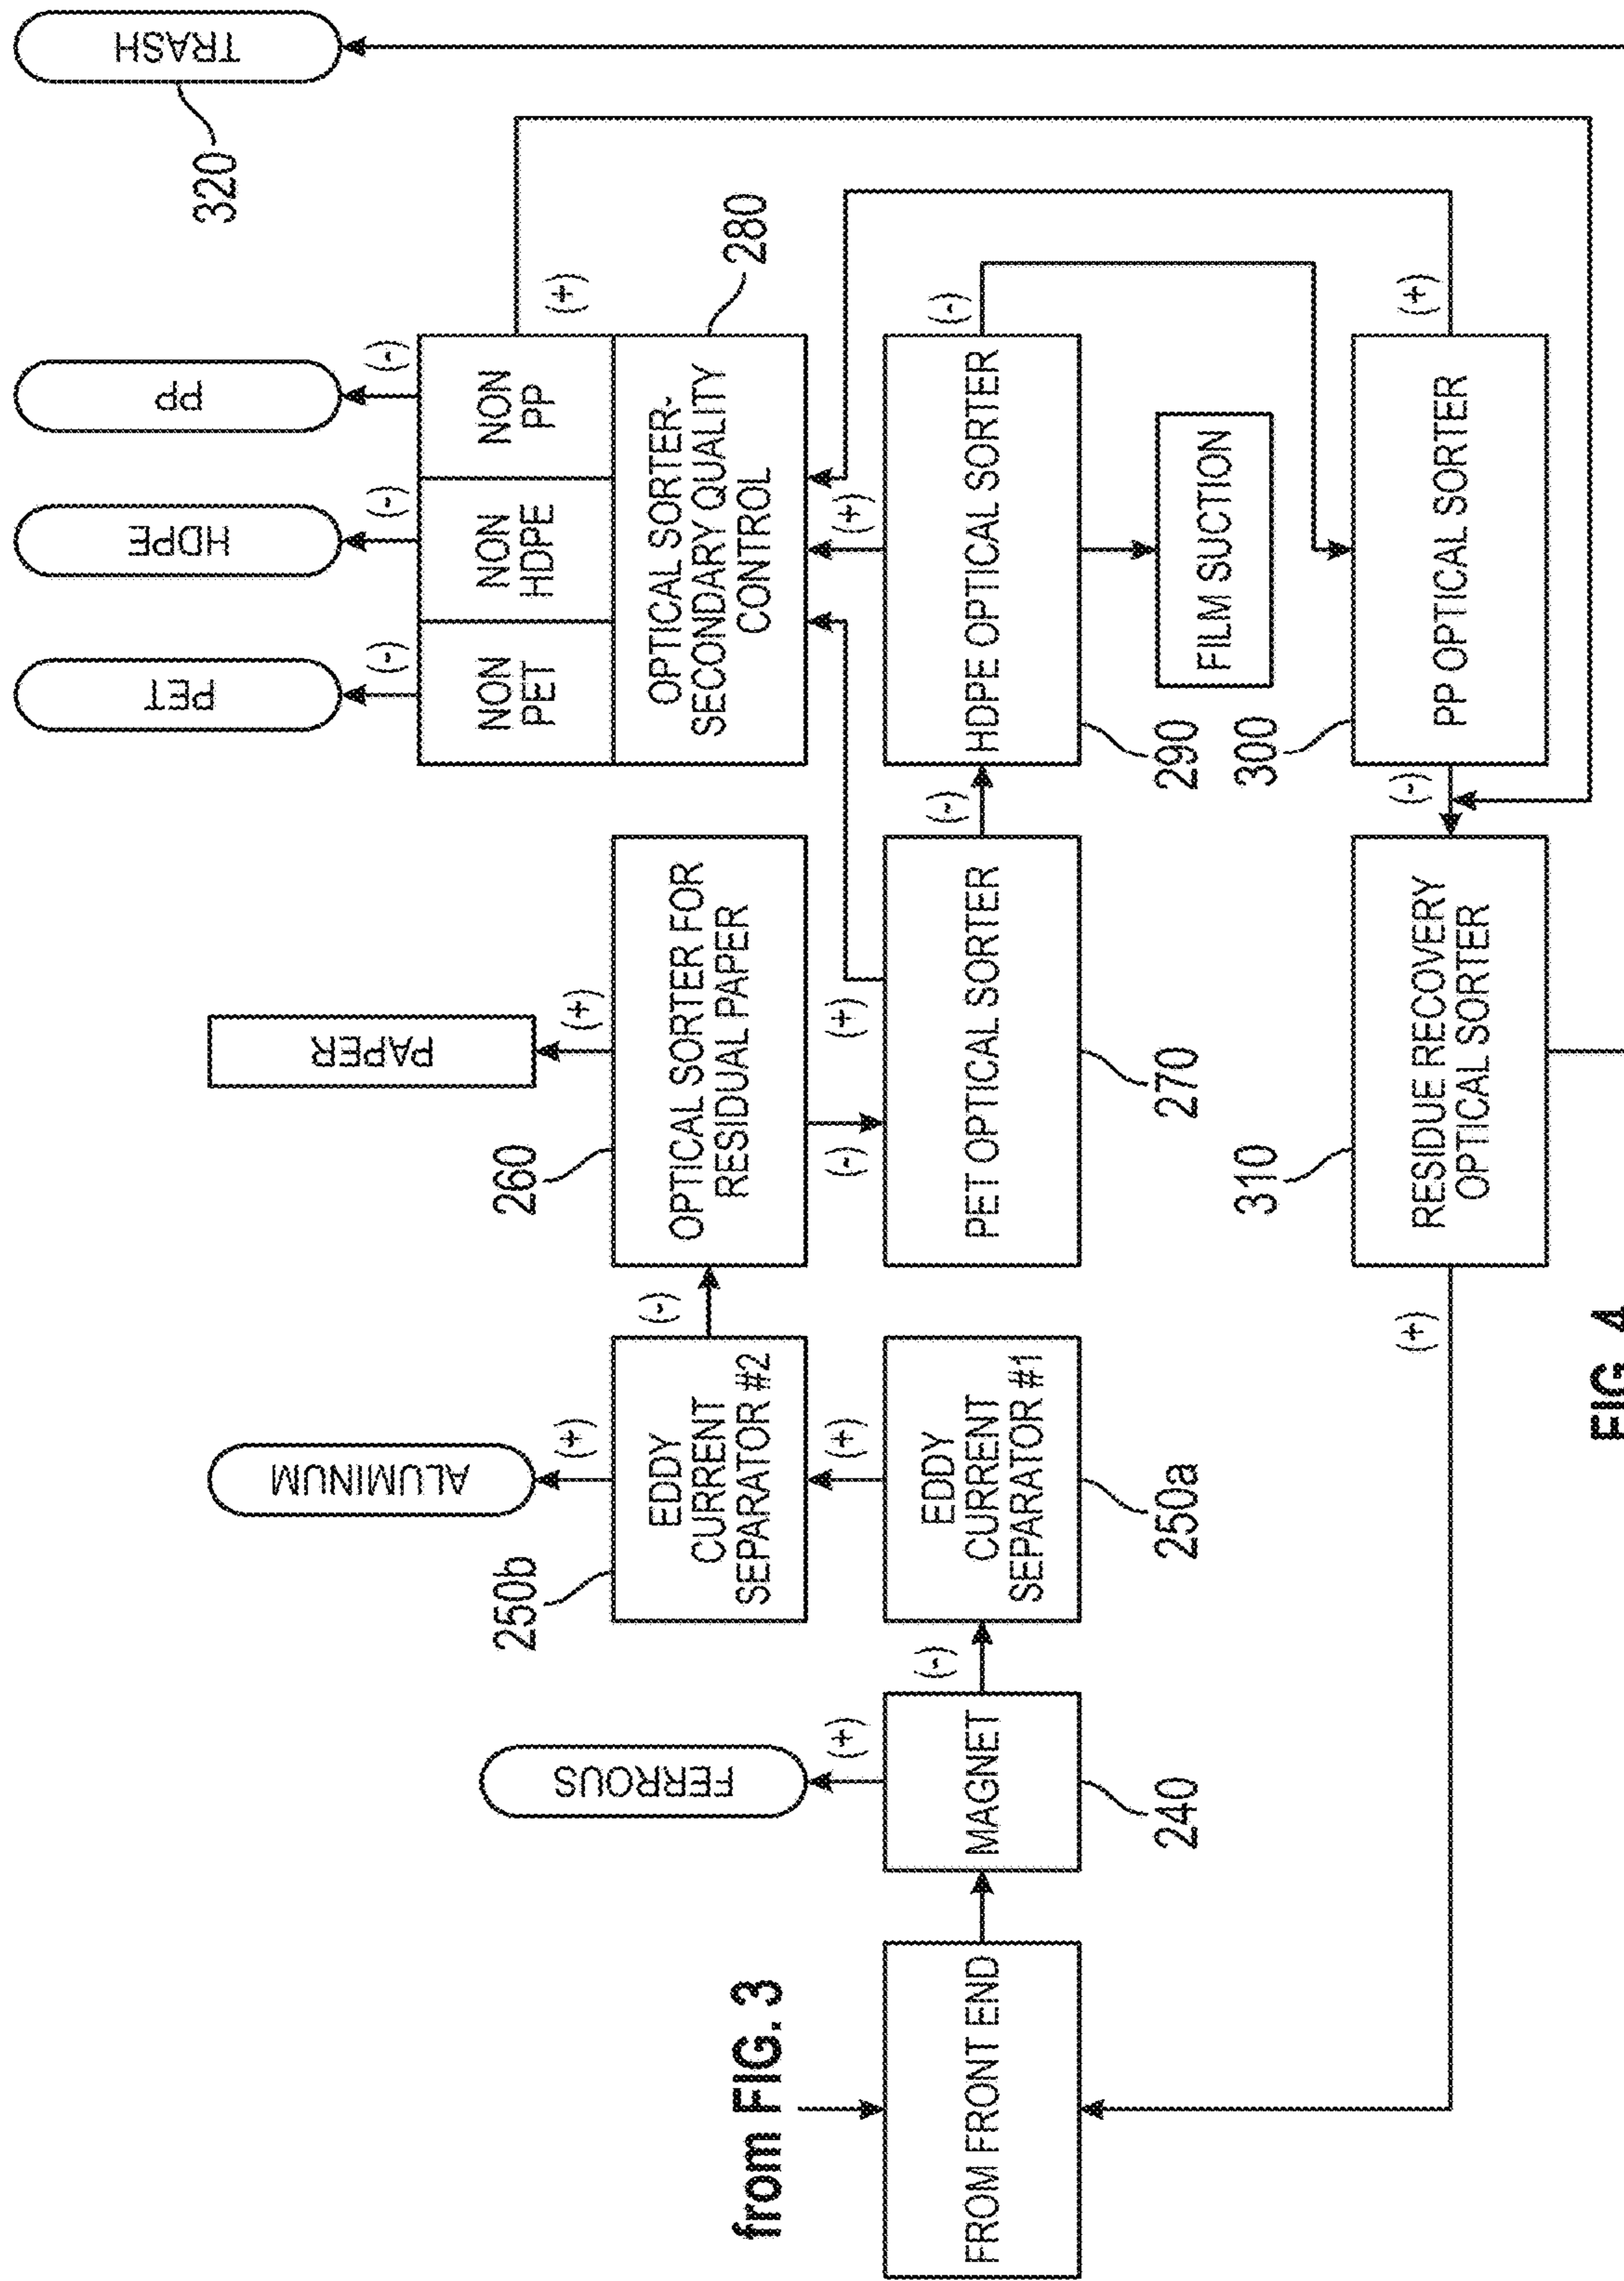 from FIG. 3
FROM FRONT END
FERROUS
(+)
MAGNET
240
(-)
ALUMINUM
(+)
250b
EDDY
CURRENT
SEPARATOR #2
(+)
EDDY
CURRENT
SEPARATOR #1
250a
(-)
PAPER
(+)
260
OPTICAL SORTER FOR
RESIDUAL PAPER
(-)
(+)
PET OPTICAL SORTER
270
(-)
PET
HDPE
PP
TRASH
320
(-)
(-)
(-)
NON
PET
NON
HDPE
NON
PP
(+)
OPTICAL SORTER-
SECONDARY QUALITY
CONTROL
280
(+)
HDPE OPTICAL SORTER
290
(-)
FILM SUCTION
300
PP OPTICAL SORTER
(+)
(-)
310
RESIDUE RECOVERY
OPTICAL SORTER
(+)
FIG. 4